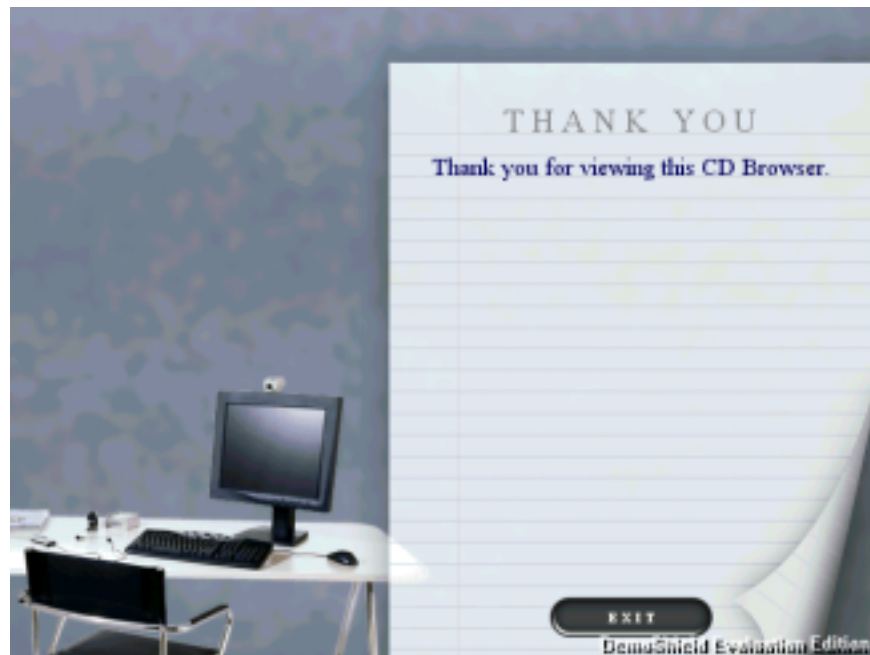 THANK YOU
Thank you for viewing this CD Browser.
EXIT
DemoShield Evaluation Edition